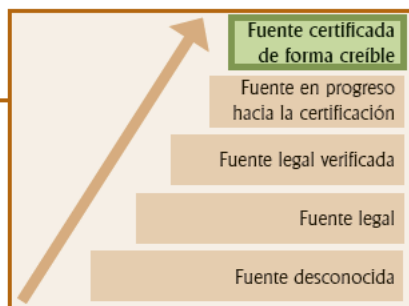 Fuente certificada
de forma creíble
Fuente en progreso
hacia la certificación
Fuente legal verificada
Fuente legal
Fuente desconocida